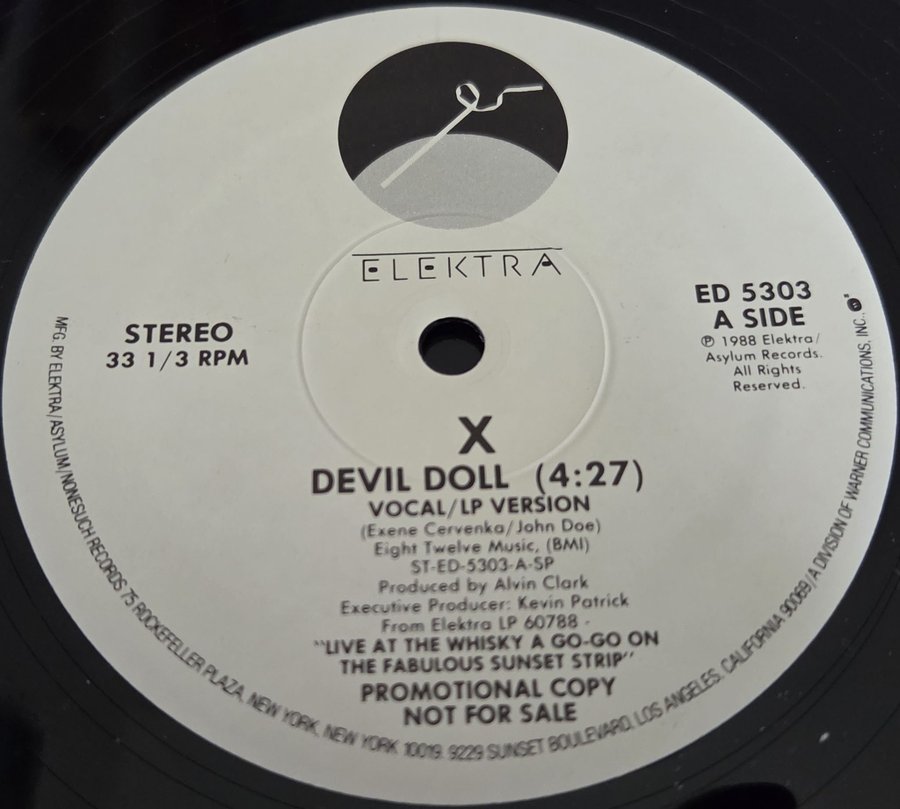 ELEKTRA
STEREO
33 1/3 RPM
ED 5303
A SIDE
℗ 1988 Elektra/
Asylum Records.
All Rights
Reserved.
X
DEVIL DOLL (4:27)
VOCAL/LP VERSION
(Exene Cervenka/John Doe)
Eight Twelve Music, (BMI)
ST-ED-5303-A-SP
Produced by Alvin Clark
Executive Producer: Kevin Patrick
From Elektra LP 60788
"LIVE AT THE WHISKY A GO-GO ON
THE FABULOUS SUNSET STRIP"
PROMOTIONAL COPY
NOT FOR SALE
MFG. BY ELEKTRA/ASYLUM/NONESUCH RECORDS 75 ROCKEFELLER PLAZA, NEW YORK, NEW YORK 10019. 9229 SUNSET BOULEVARD, LOS ANGELES, CALIFORNIA 90069/A DIVISION OF WARNER COMMUNICATIONS, INC.,